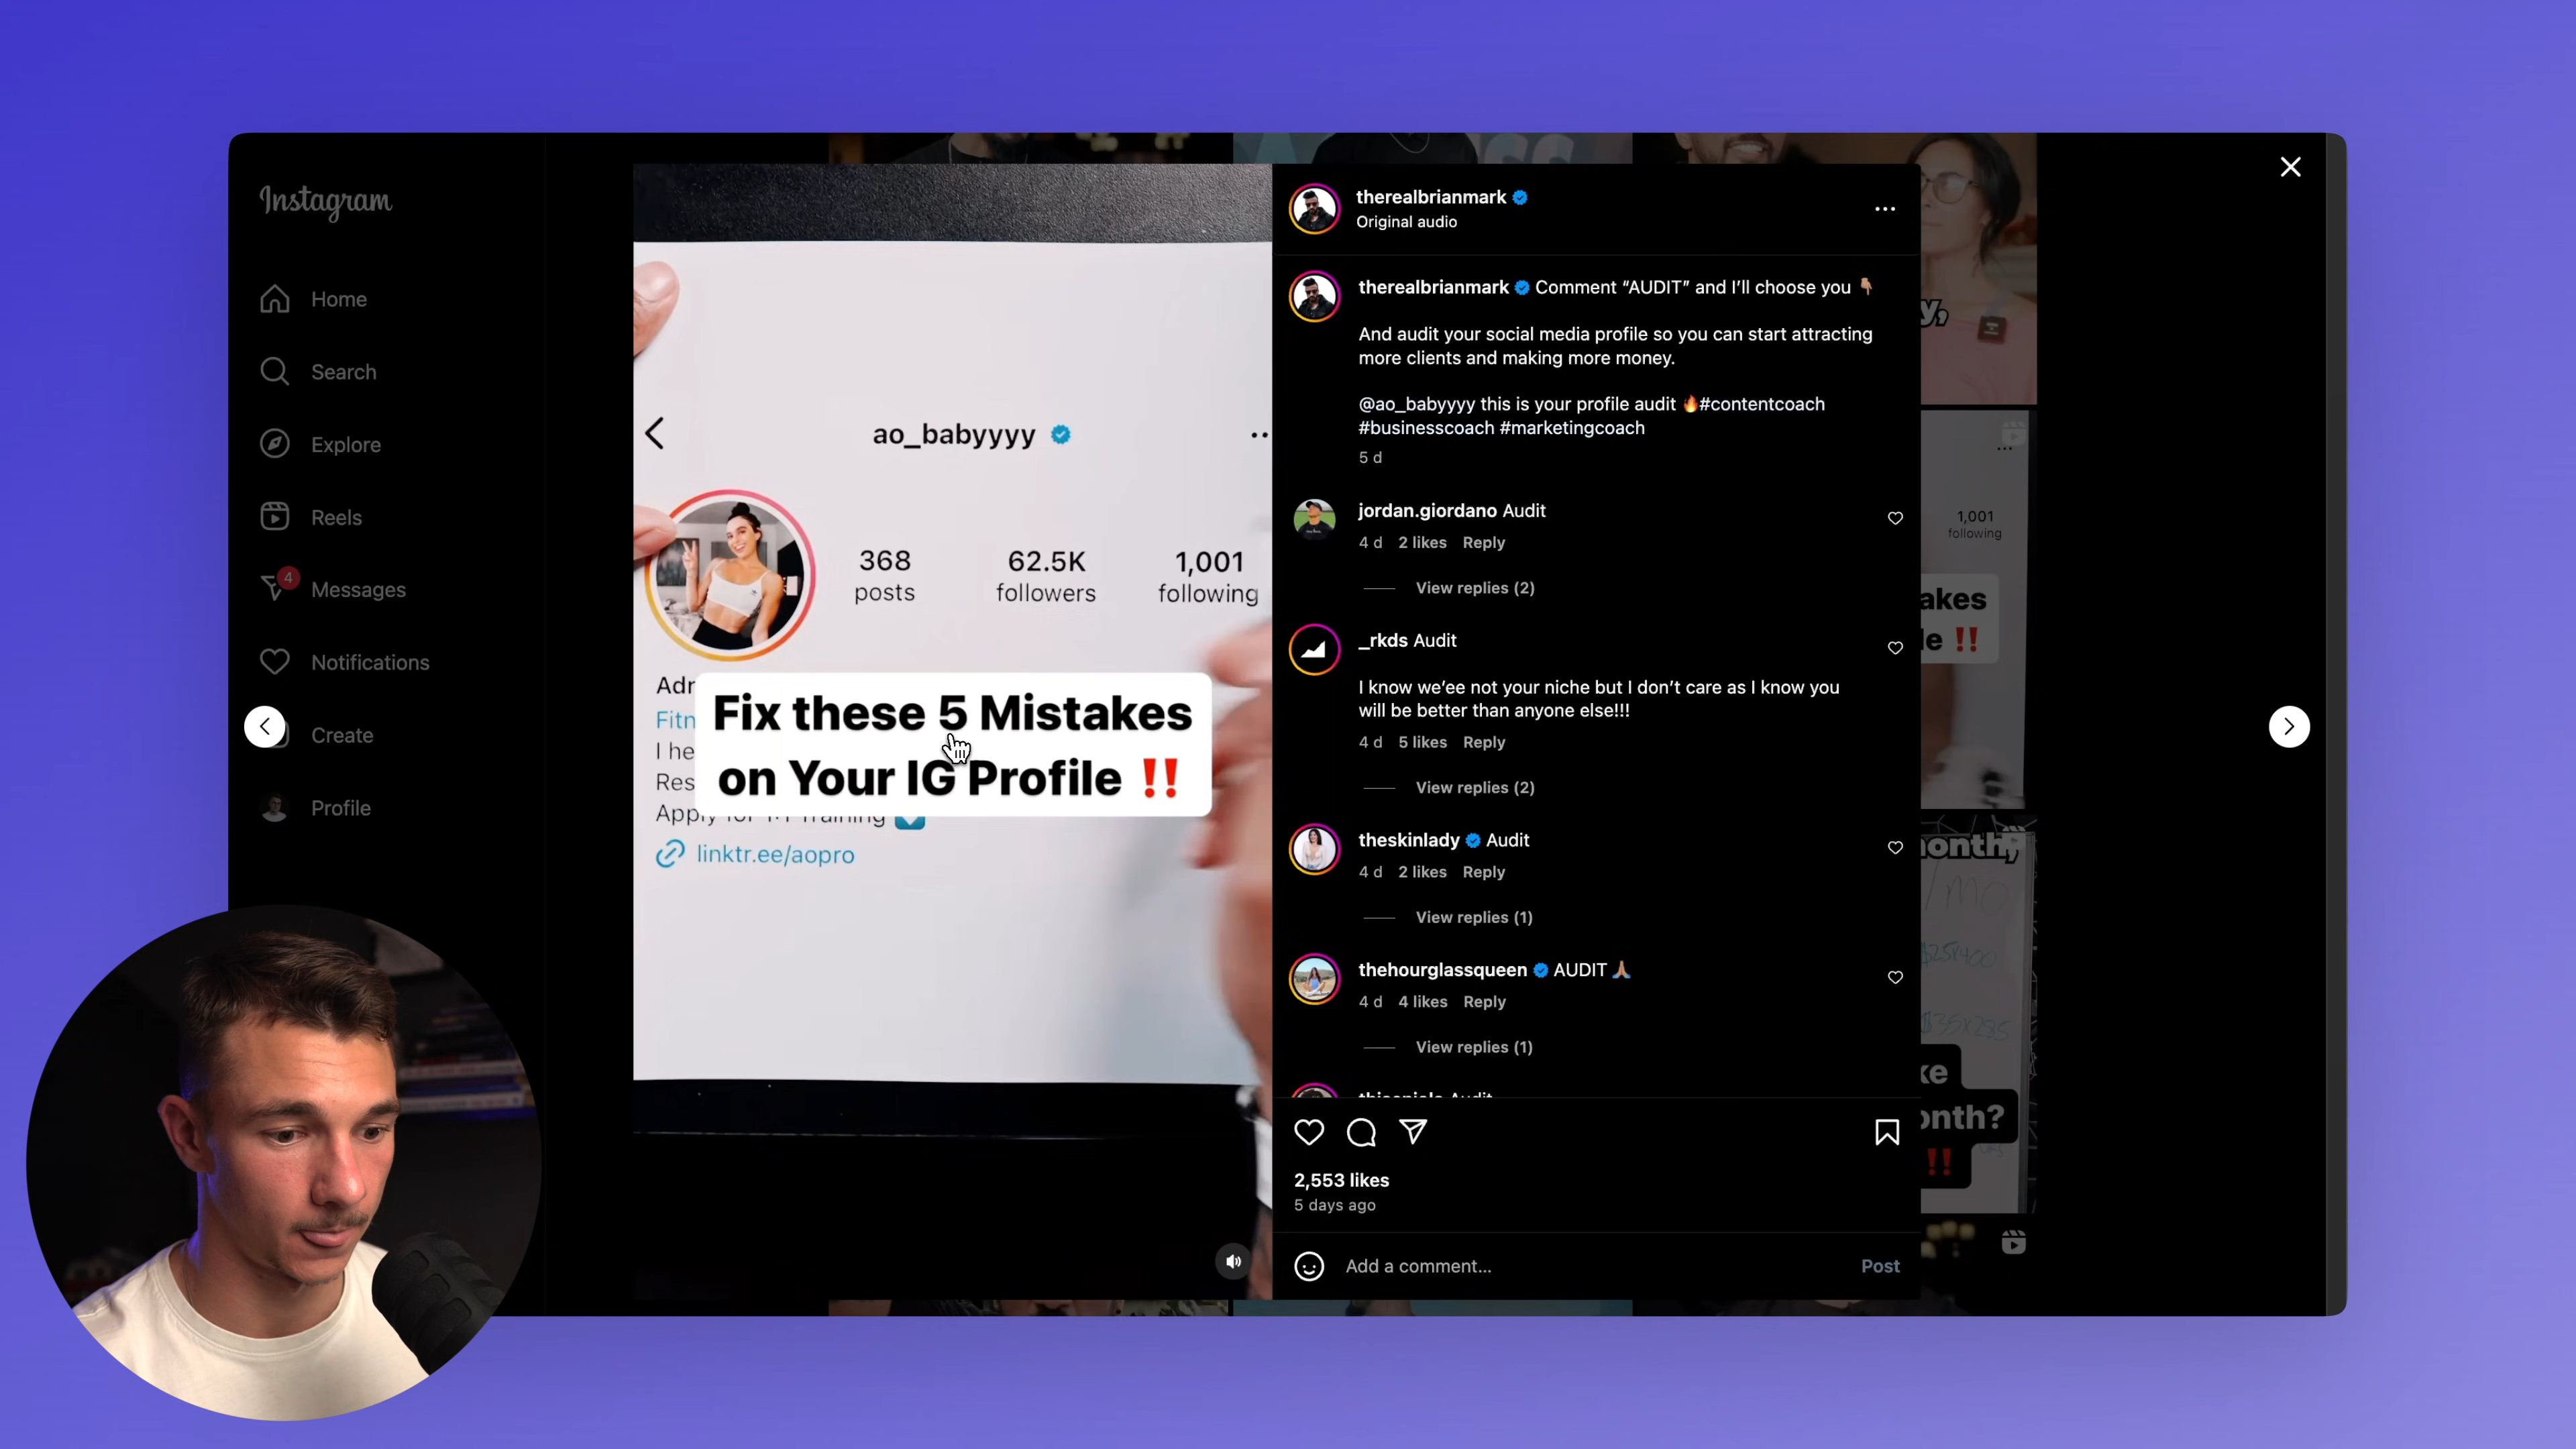 Instagram
Home
Search
Explore
Reels
4
Messages
Notifications
Create
Profile
ao_babyyyy
368
posts
62.5K
followers
1,001
following
Fix these 5 Mistakes
on Your IG Profile ‼️
linktr.ee/aopro
therealbrianmark
Original audio
therealbrianmark Comment “AUDIT” and I’ll choose you 👇🏽
And audit your social media profile so you can start attracting
more clients and making more money.
@ao_babyyyy this is your profile audit 🔥#contentcoach
#businesscoach #marketingcoach
5 d
jordan.giordano Audit
4 d 2 likes Reply
View replies (2)
_rkds Audit
I know we’ee not your niche but I don’t care as I know you
will be better than anyone else!!!
4 d 5 likes Reply
View replies (2)
theskinlady Audit
4 d 2 likes Reply
View replies (1)
thehourglassqueen AUDIT 🙏🏽
4 d 4 likes Reply
View replies (1)
2,553 likes
5 days ago
Add a comment...
Post
1,001
following